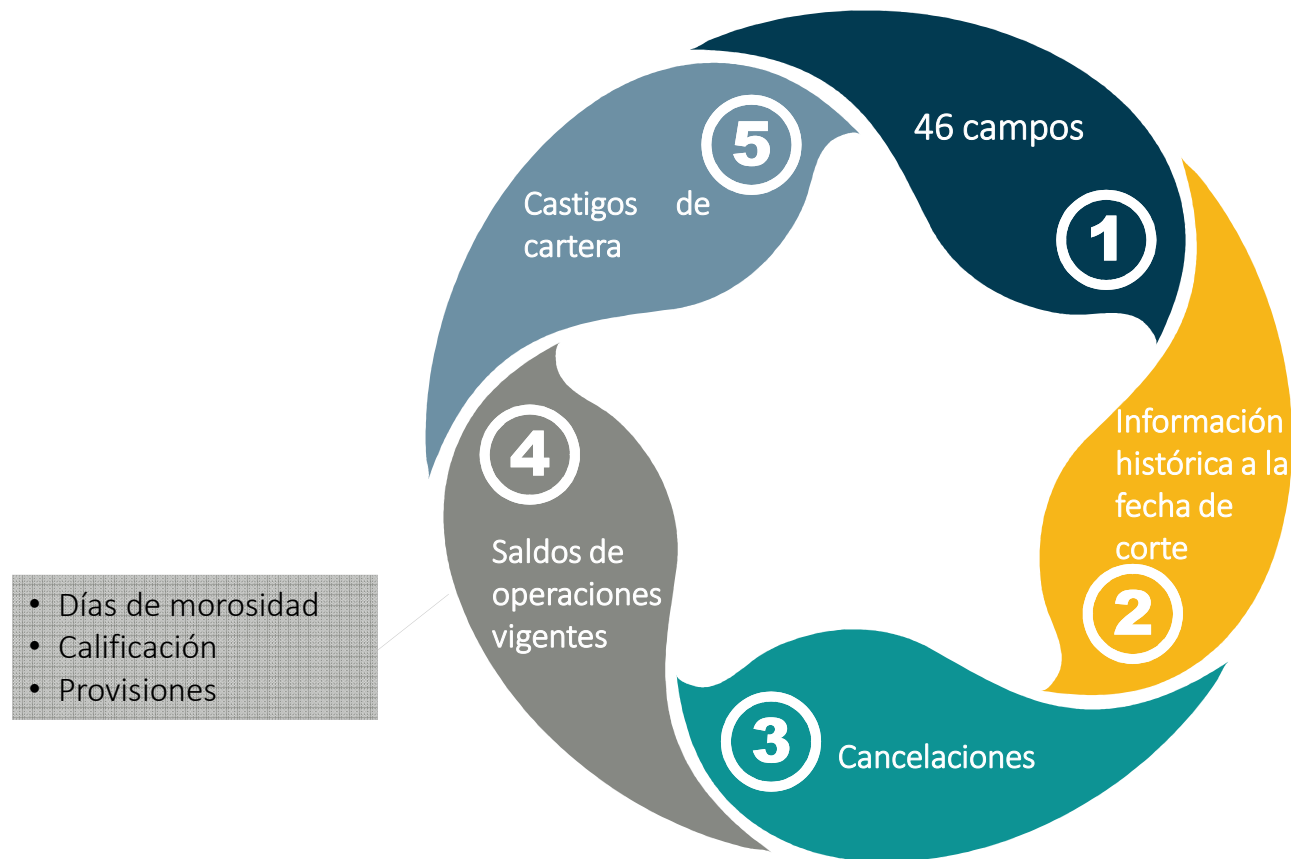 46 campos
1
Información
histórica a la
fecha de
corte
2
3
Cancelaciones
4
Saldos de
operaciones
vigentes
• Días de morosidad
• Calificación
• Provisiones
5
Castigos de
cartera